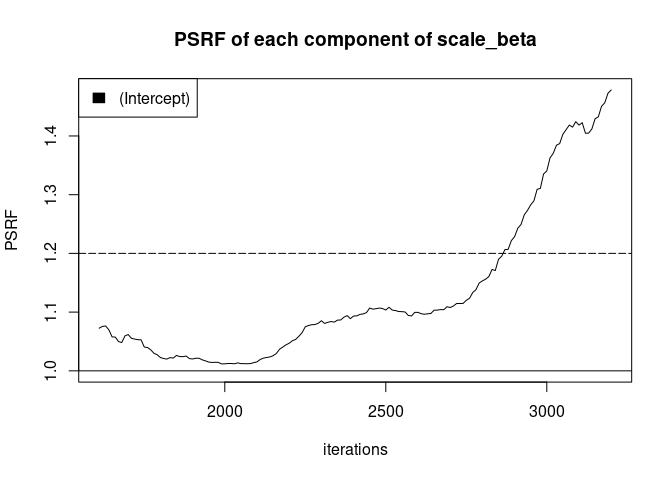 PSRF of each component of scale_beta
(Intercept)
PSRF
1.4
1.3
1.2
1.1
1.0
2000 2500 3000
iterations